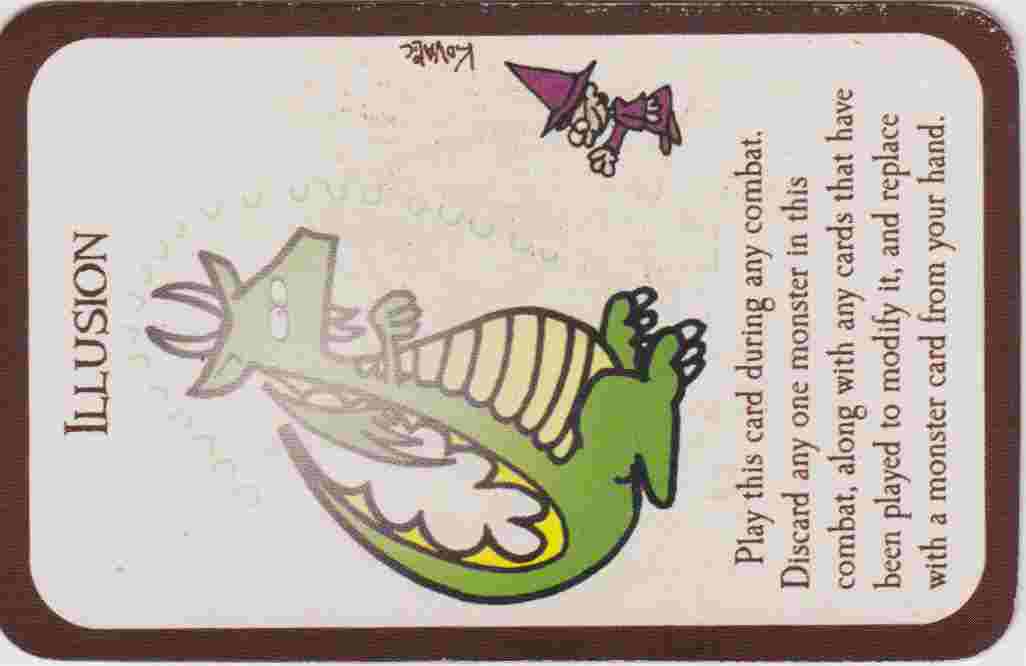 ILLUSION
KOVALIC
Play this card during any combat.
Discard any one monster in this
combat, along with any cards that have
been played to modify it, and replace
with a monster card from your hand.